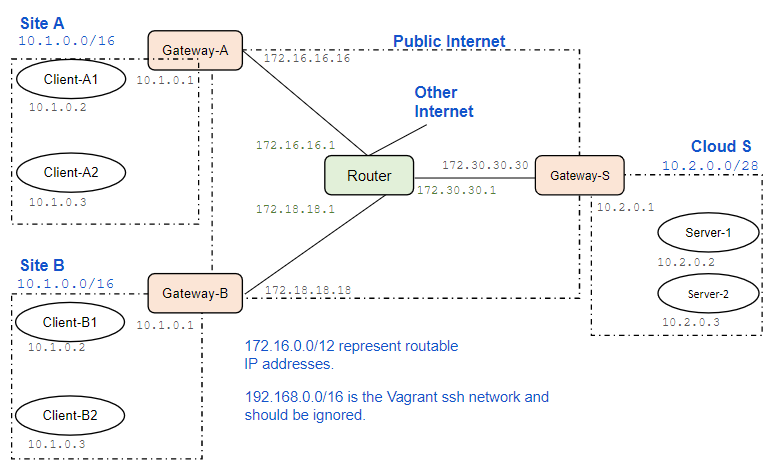 Site A
10.1.0.0/16
Gateway-A
Public Internet
172.16.16.16
Client-A1
10.1.0.1
10.1.0.2
Other
Internet
172.16.16.1
Cloud S
10.2.0.0/28
Client-A2
10.1.0.3
Router
172.30.30.30
172.30.30.1
Gateway-S
10.2.0.1
172.18.18.1
Server-1
10.2.0.2
Site B
10.1.0.0/16
Gateway-B
172.18.18.18
Server-2
10.2.0.3
Client-B1
10.1.0.1
10.1.0.2
172.16.0.0/12 represent routable
IP addresses.
192.168.0.0/16 is the Vagrant ssh network and
should be ignored.
Client-B2
10.1.0.3